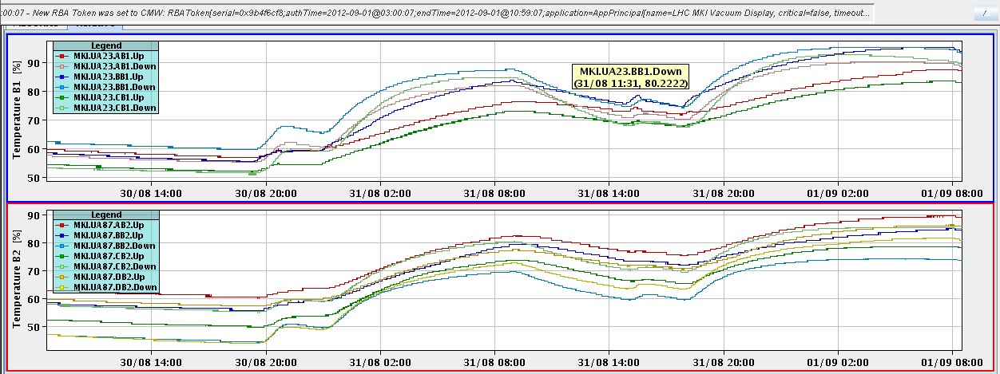 :00:07 - New RBA Token was set to CMW: RBAToken[serial=0x9b4f6cf8;authTime=2012-09-01@03:00:07;endTime=2012-09-01@10:59:07;application=AppPrincipal[name=LHC MKI Vacuum Display, critical=false, timeout...
Legend
MKI.UA23.AB1.Up
MKI.UA23.AB1.Down
MKI.UA23.BB1.Up
MKI.UA23.BB1.Down
MKI.UA23.CB1.Up
MKI.UA23.CB1.Down
Temperature B1 [%]
90
80
70
60
50
MKI.UA23.BB1.Down
(31/08 11:31, 80.2222)
30/08 14:00 30/08 20:00 31/08 02:00 31/08 08:00 31/08 14:00 31/08 20:00 01/09 02:00 01/09 08:00
Legend
MKI.UA87.AB2.Up
MKI.UA87.BB2.Up
MKI.UA87.BB2.Down
MKI.UA87.CB2.Up
MKI.UA87.CB2.Down
MKI.UA87.DB2.Up
MKI.UA87.DB2.Down
Temperature B2 [%]
90
80
70
60
50
30/08 14:00 30/08 20:00 31/08 02:00 31/08 08:00 31/08 14:00 31/08 20:00 01/09 02:00 01/09 08:00